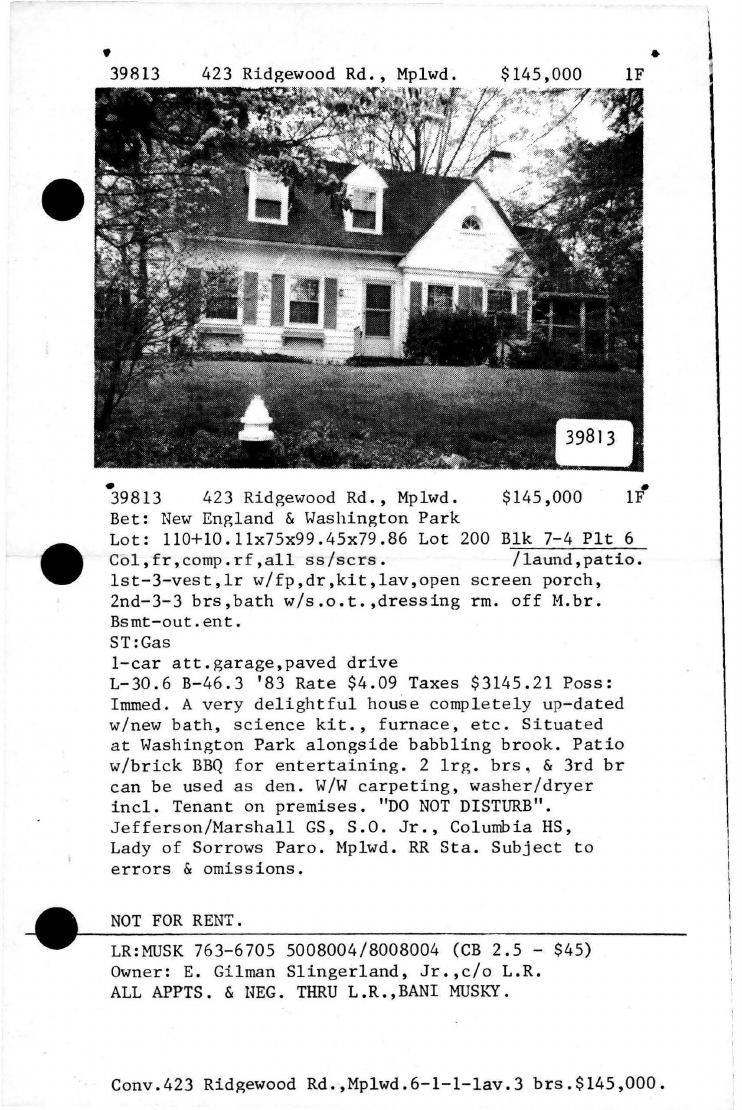 39813 423 Ridgewood Rd., Mplwd. $145,000 1F
39813
39813 423 Ridgewood Rd., Mplwd. $145,000 1F
Bet: New England & Washington Park
Lot: 110+10.11x75x99.45x79.86 Lot 200 Blk 7-4 Plt 6
Col,fr,comp.rf,all ss/scrs. /laund,patio.
1st-3-vest,lr w/fp,dr,kit,lav,open screen porch,
2nd-3-3 brs,bath w/s.o.t.,dressing rm. off M.br.
Bsmt-out.ent.
ST:Gas
1-car att.garage,paved drive
L-30.6 B-46.3 '83 Rate $4.09 Taxes $3145.21 Poss:
Immed. A very delightful house completely up-dated
w/new bath, science kit., furnace, etc. Situated
at Washington Park alongside babbling brook. Patio
w/brick BBQ for entertaining. 2 lrg. brs. & 3rd br
can be used as den. W/W carpeting, washer/dryer
incl. Tenant on premises. "DO NOT DISTURB".
Jefferson/Marshall GS, S.O. Jr., Columbia HS,
Lady of Sorrows Paro. Mplwd. RR Sta. Subject to
errors & omissions.
NOT FOR RENT.
LR:MUSK 763-6705 5008004/8008004 (CB 2.5 - $45)
Owner: E. Gilman Slingerland, Jr.,c/o L.R.
ALL APPTS. & NEG. THRU L.R.,BANI MUSKY.
Conv.423 Ridgewood Rd.,Mplwd.6-1-1-lav.3 brs.$145,000.